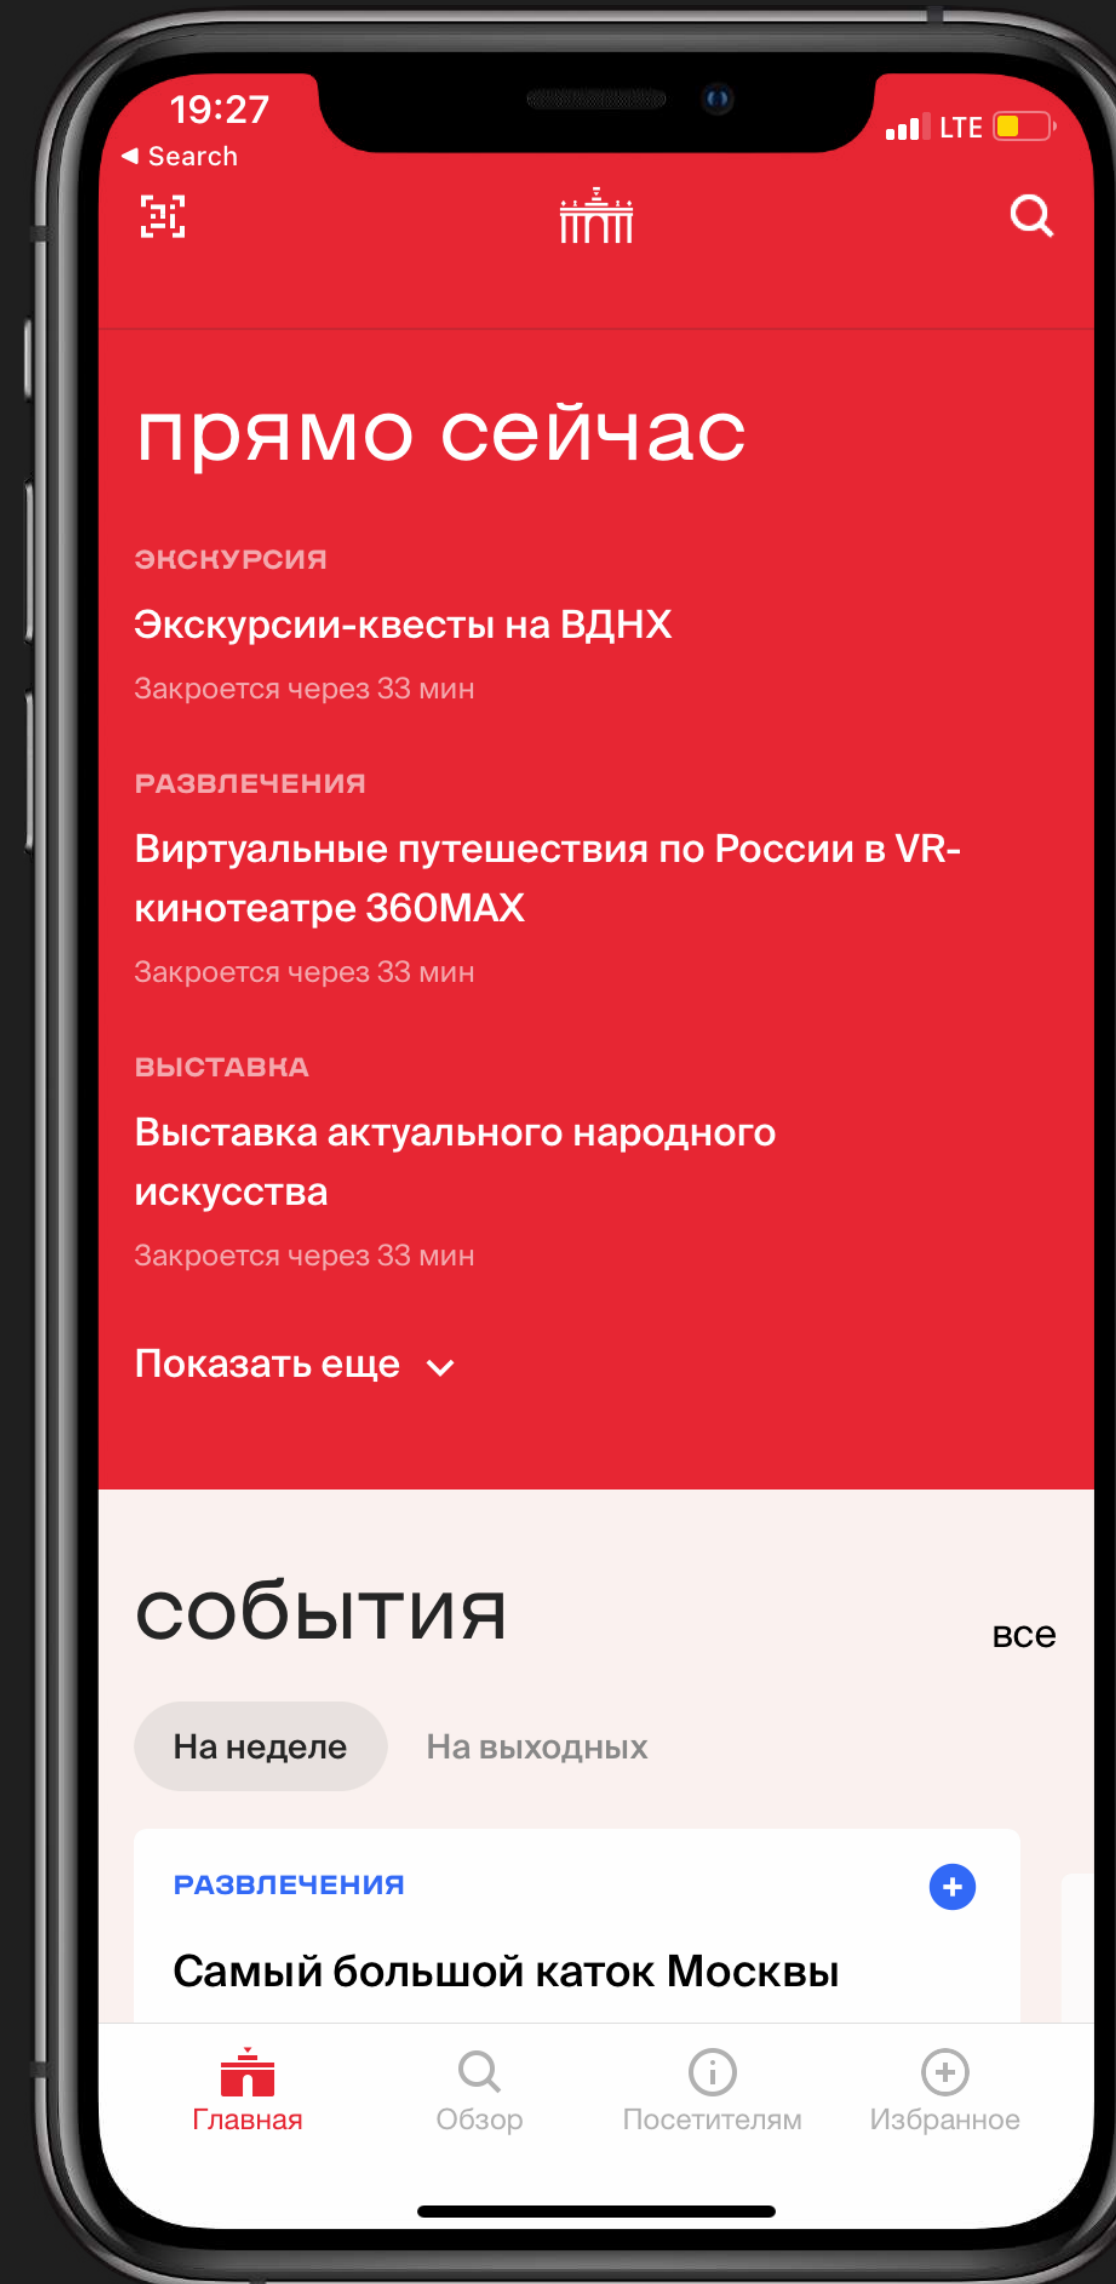 19:27
LTE
◀ Search
прямо сейчас
ЭКСКУРСИЯ
Экскурсии-квесты на ВДНХ
Закроется через 33 мин
РАЗВЛЕЧЕНИЯ
Виртуальные путешествия по России в VR-
кинотеатре 360MAX
Закроется через 33 мин
ВЫСТАВКА
Выставка актуального народного
искусства
Закроется через 33 мин
Показать еще
события
все
На неделе На выходных
РАЗВЛЕЧЕНИЯ
Самый большой каток Москвы
Главная Обзор Посетителям Избранное